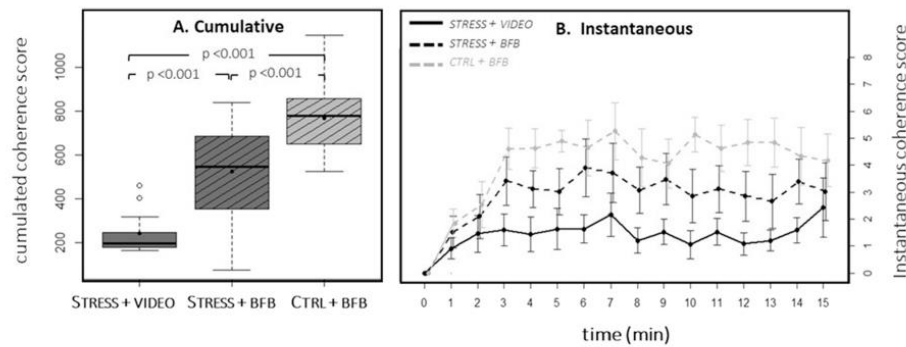 A. Cumulative
p <0.001
p <0.001
p <0.001
cumulated coherence score
1000
800
600
400
200
STRESS + VIDEO
STRESS + BFB
CTRL + BFB
B. Instantaneous
STRESS + VIDEO
STRESS + BFB
CTRL + BFB
Instantaneous coherence score
8
7
6
5
4
3
2
1
0
0 1 2 3 4 5 6 7 8 9 10 11 12 13 14 15
time (min)